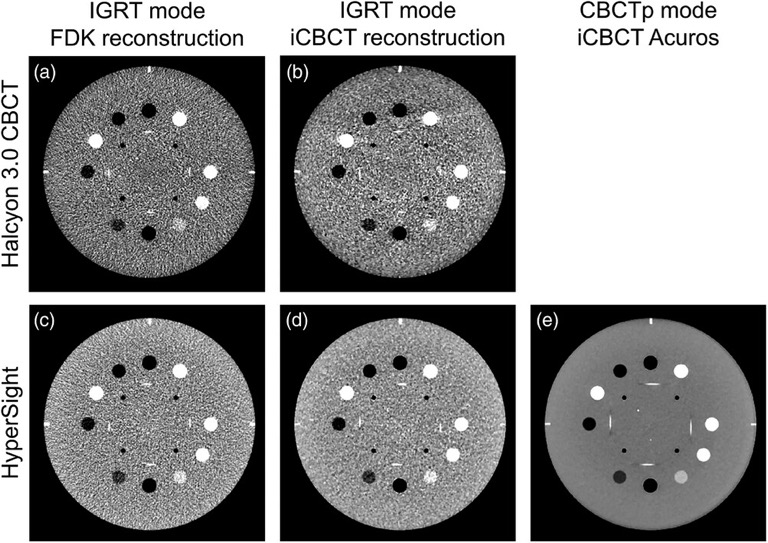 IGRT mode
FDK reconstruction
IGRT mode
iCBCT reconstruction
CBCTp mode
iCBCT Acuros
Halcyon 3.0 CBCT
(a)
(b)
HyperSight
(c)
(d)
(e)